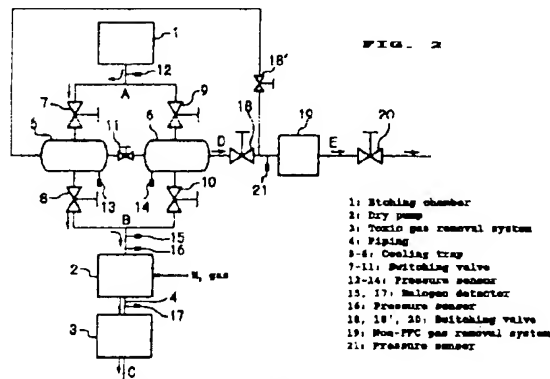 FIG. 2
1
12
18'
A
7
9
5
11
6
D
18
19
E
20
13
14
21
8
10
B
15
16
2
N₂ gas
4
17
3
C
1: Etching chamber
2: Dry pump
3: Toxic gas removal system
4: Piping
5-6: Cooling tray
7-11: Switching valve
12-14: Pressure sensor
15, 17: Halogen detector
16: Pressure sensor
18, 18', 20: Switching valve
19: Non-PFC gas removal system
21: Pressure sensor